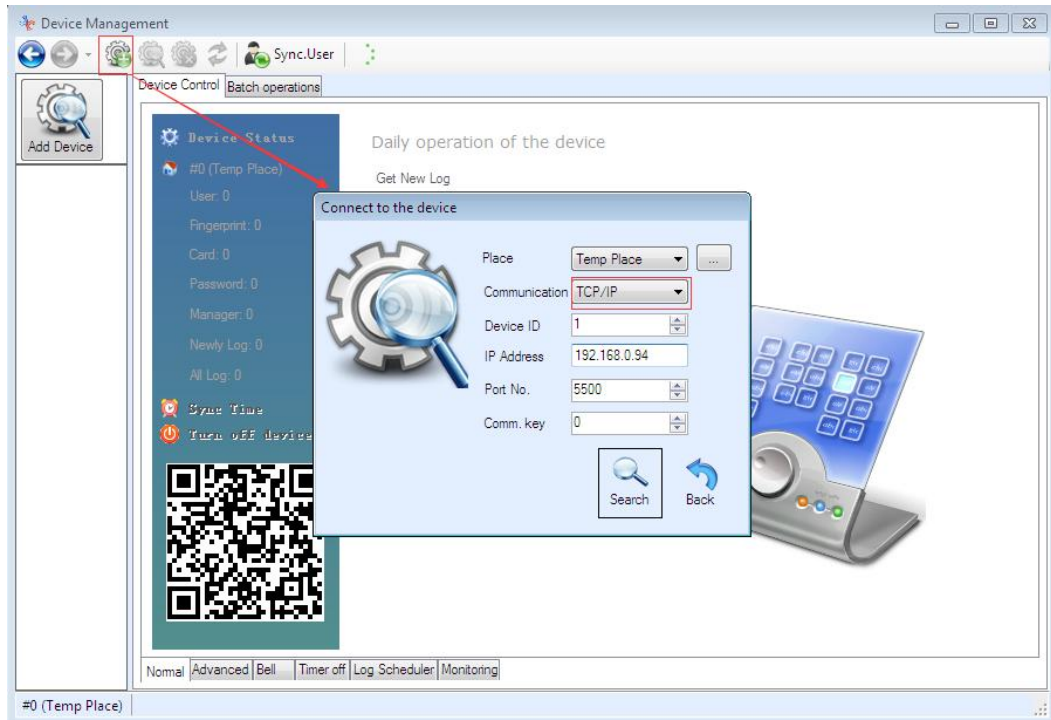 Device Management
Sync.User
Add Device
Device Control Batch operations
Device Status
#0 (Temp Place)
User: 0
Fingerprint: 0
Card: 0
Password: 0
Manager: 0
Newly Log: 0
All Log: 0
Sync Time
Turn off device
Daily operation of the device
Get New Log
Connect to the device
Place Temp Place ...
Communication TCP/IP
Device ID 1
IP Address 192.168.0.94
Port No. 5500
Comm. key 0
Search Back
Normal Advanced Bell Timer off Log Scheduler Monitoring
#0 (Temp Place)